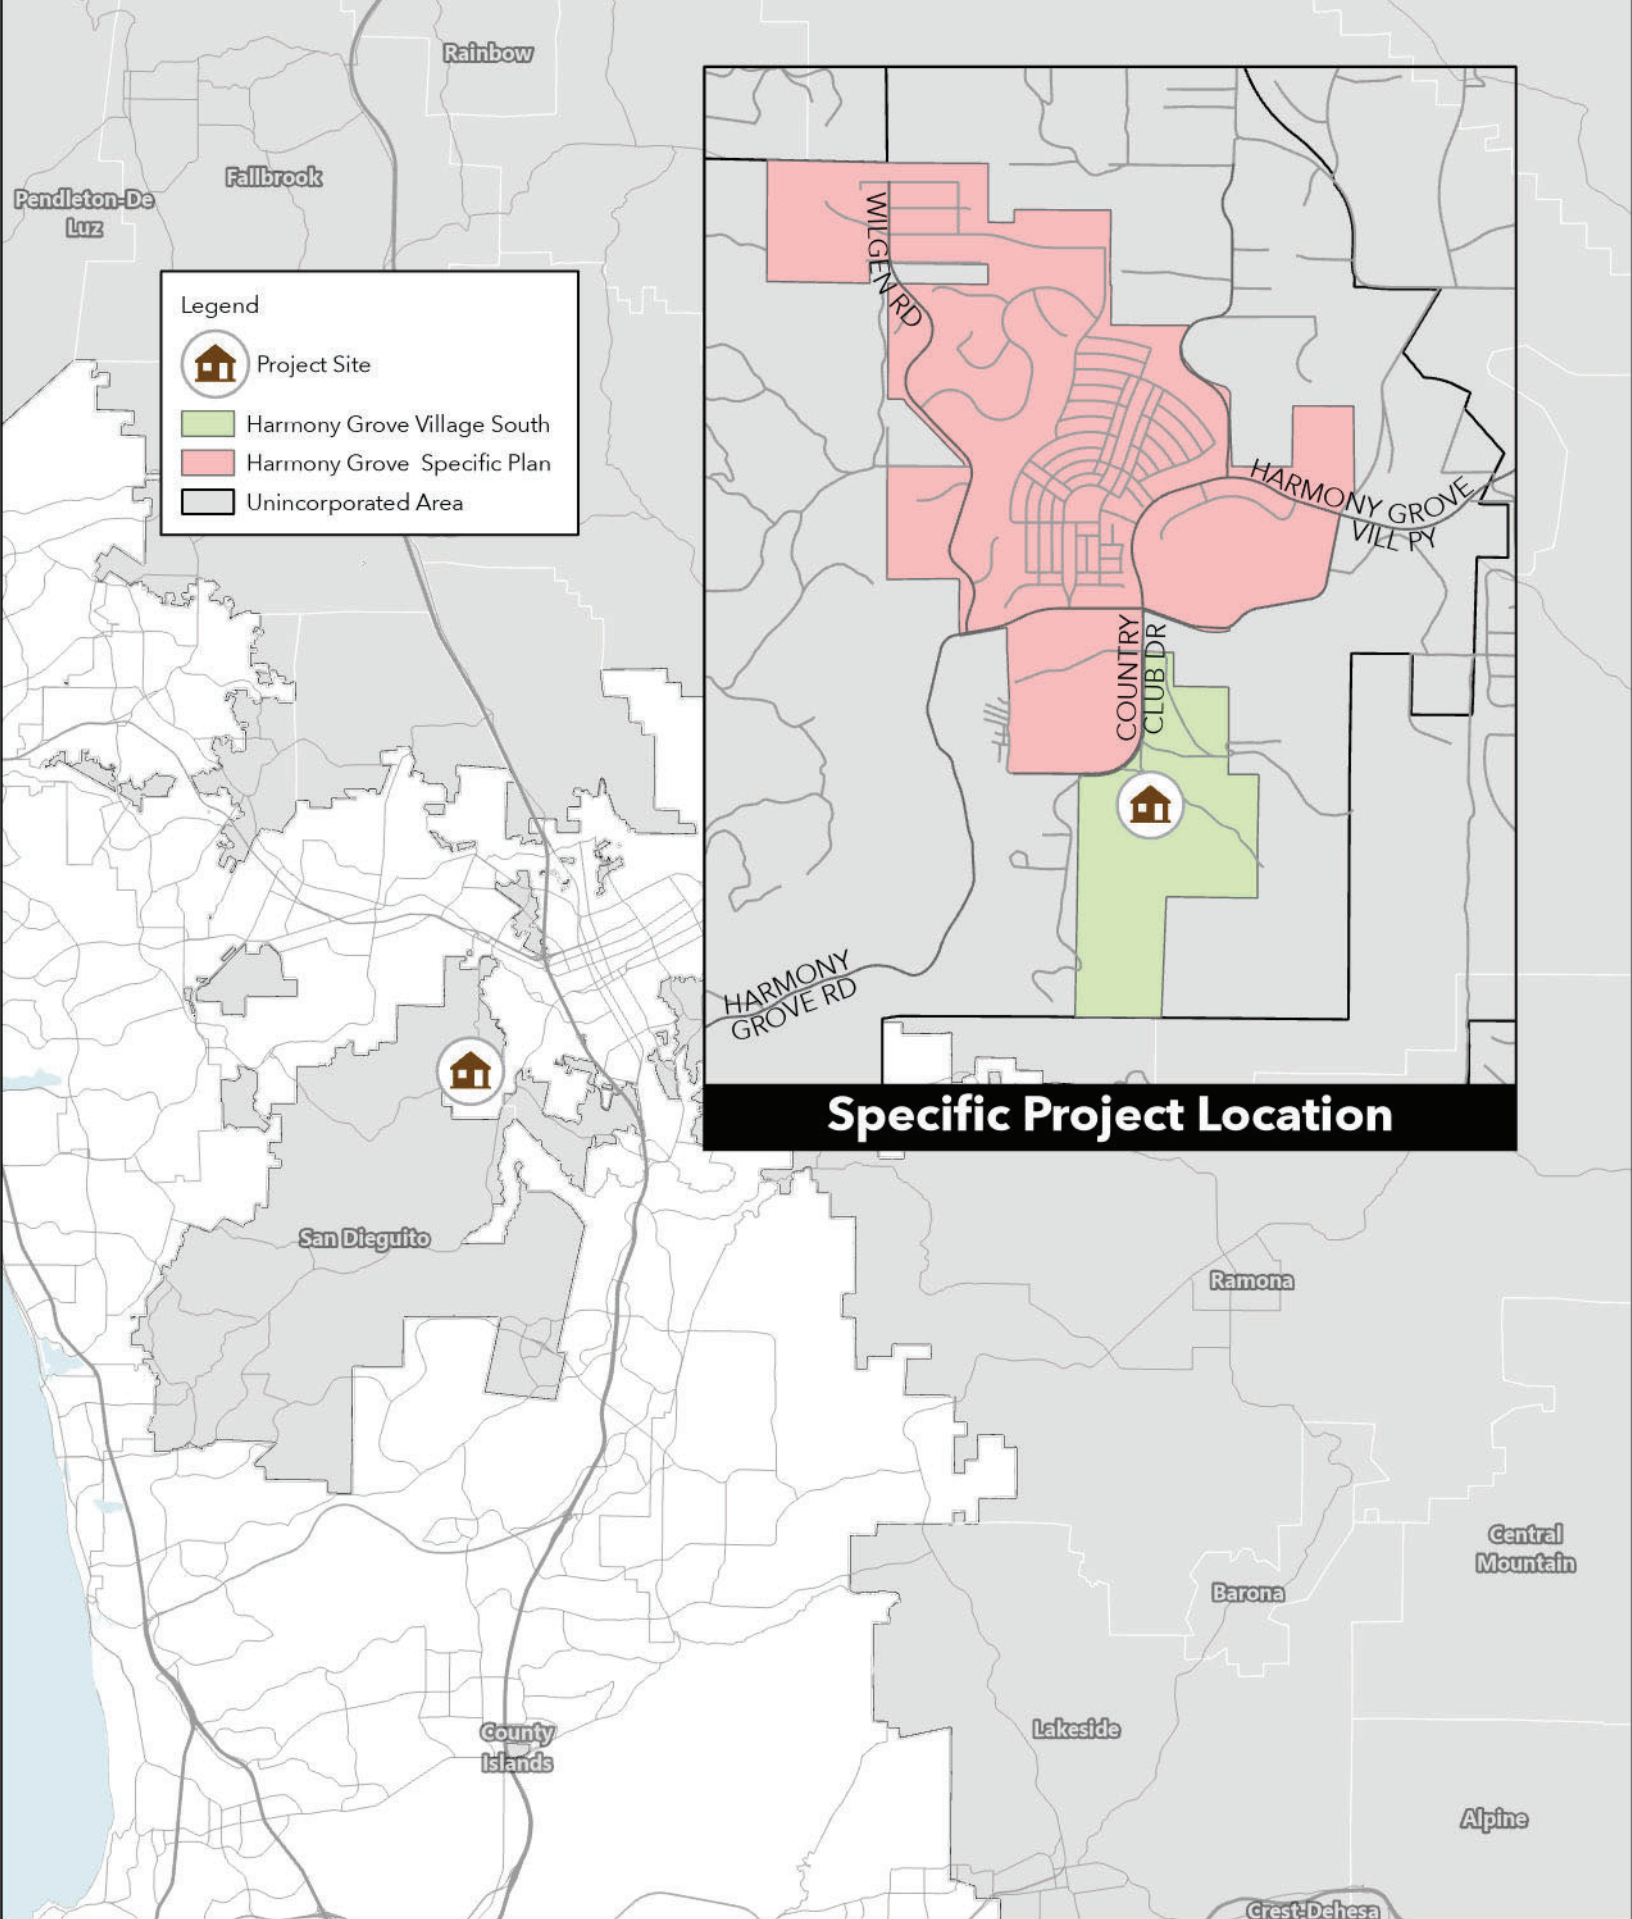 Rainbow
Fallbrook
Pendleton-De
Luz
Legend
Project Site
Harmony Grove Village South
Harmony Grove Specific Plan
Unincorporated Area
WILGEN RD
HARMONY GROVE
VILL PY
COUNTRY
CLUB DR
HARMONY
GROVE RD
Specific Project Location
San Dieguito
Ramona
Central
Mountain
Barona
County
Islands
Lakeside
Alpine
Crest-Dehesa